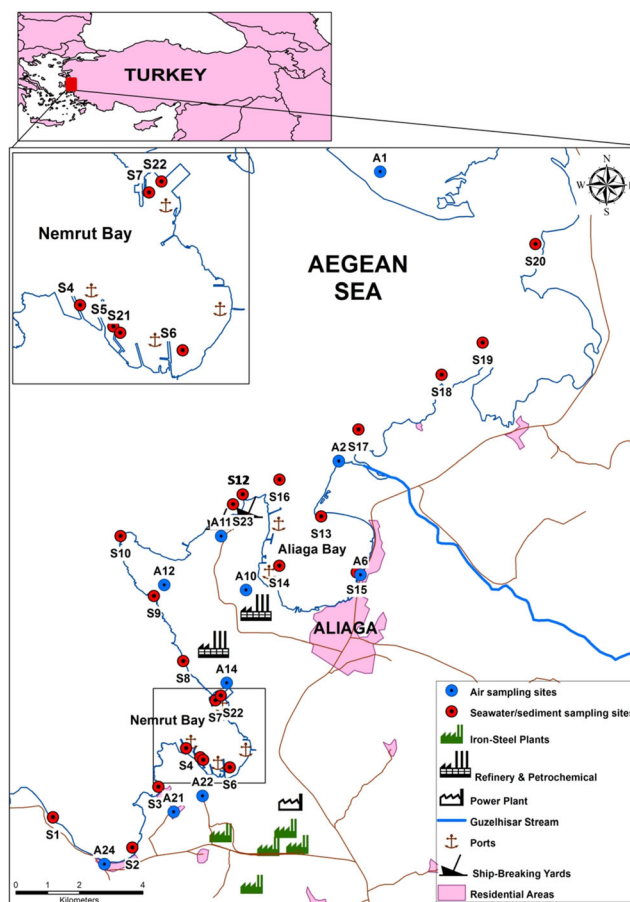 TURKEY
S22
S7
Nemrut Bay
S4
S5
S21
S6
A1
N
W
S
AEGEAN
SEA
S20
S19
S18
S17
A2
S12
S16
A11
S23
S13
S10
Aliaga Bay
A12
A10
S14
A6
S15
S9
ALIAGA
S8
A14
S7
S22
Nemrut Bay
S4
S6
S3
A21
A22
S1
A24
S2
0 2 4
Kilometers
Air sampling sites
Seawater/sediment sampling sites
Iron-Steel Plants
Refinery & Petrochemical
Power Plant
Guzelhisar Stream
Ports
Ship-Breaking Yards
Residential Areas